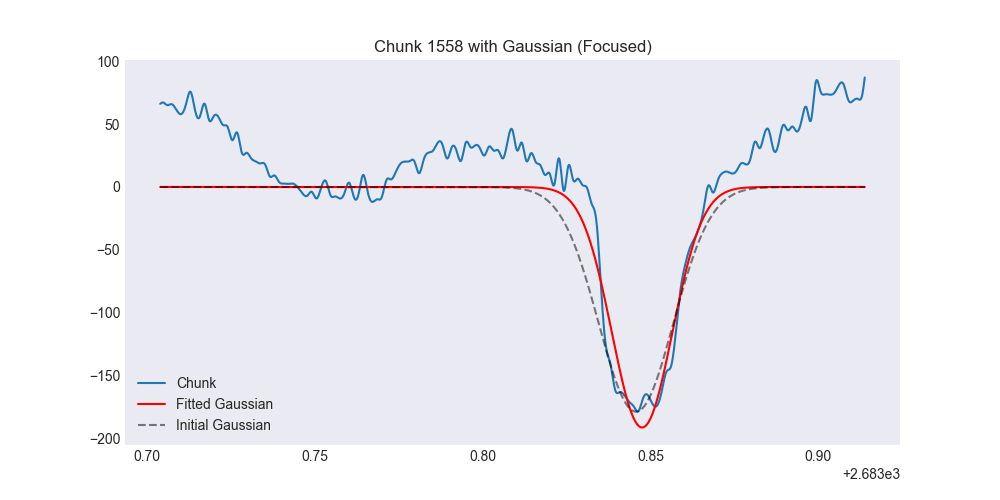 Chunk 1558 with Gaussian (Focused)
100
50
0
−50
−100
−150
−200
Chunk
Fitted Gaussian
Initial Gaussian
0.70 0.75 0.80 0.85 0.90
+2.683e3